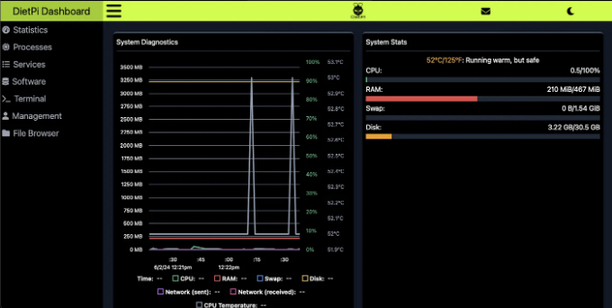 DietPi Dashboard
Statistics
Processes
Services
Software
Terminal
Management
File Browser
System Diagnostics
3500 MB
3250 MB
3000 MB
2750 MB
2500 MB
2250 MB
2000 MB
1750 MB
1500 MB
1250 MB
1000 MB
750 MB
500 MB
250 MB
0 MB
100%
90%
80%
70%
60%
50%
40%
30%
20%
10%
0%
53.1°C
53°C
52.9°C
52.8°C
52.7°C
52.6°C
52.5°C
52.4°C
52.3°C
52.2°C
52.1°C
52°C
51.9°C
:30 :45 :00 :15 :30
6/2/24 12:21pm 12:22pm
Time: -- CPU: -- RAM: -- Swap: -- Disk: --
Network (sent): -- Network (received): --
CPU Temperature: --
System Stats
52°C/125°F: Running warm, but safe
CPU: 0.5/100%
RAM: 210 MiB/467 MiB
Swap: 0 B/1.54 GiB
Disk: 3.22 GB/30.5 GB